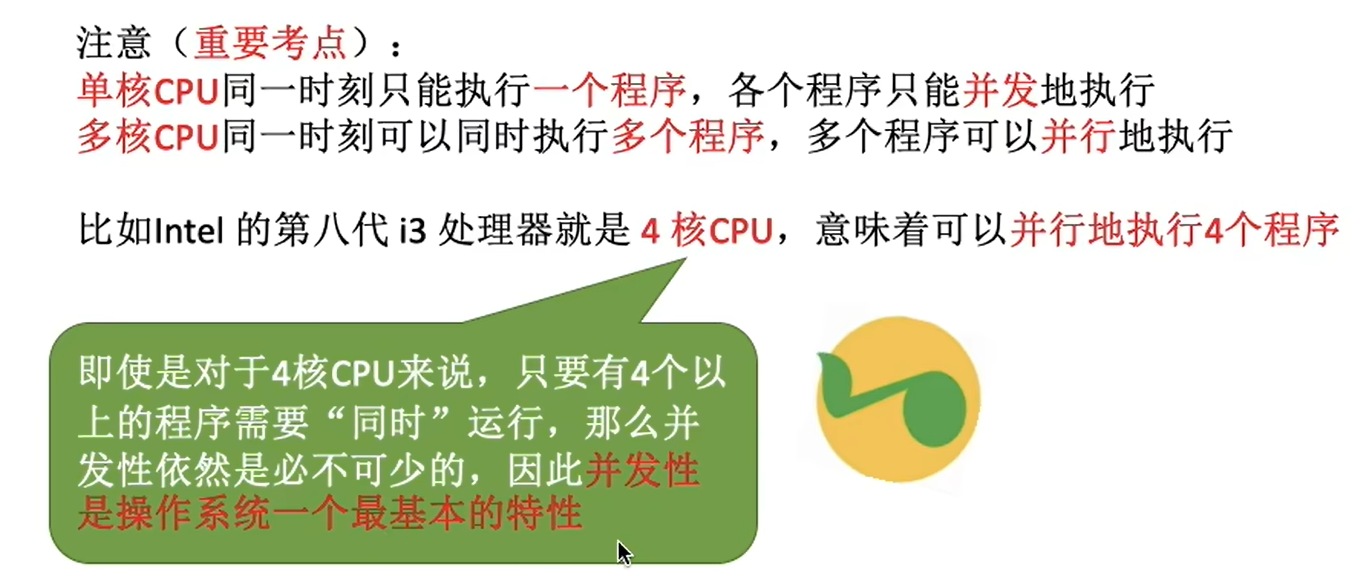 注意（重要考点）：
单核CPU同一时刻只能执行一个程序，各个程序只能并发地执行
多核CPU同一时刻可以同时执行多个程序，多个程序可以并行地执行
比如Intel 的第八代 i3 处理器就是 4 核CPU，意味着可以并行地执行4个程序
即使是对于4核CPU来说，只要有4个以
上的程序需要“同时”运行，那么并
发性依然是必不可少的，因此并发性
是操作系统一个最基本的特性